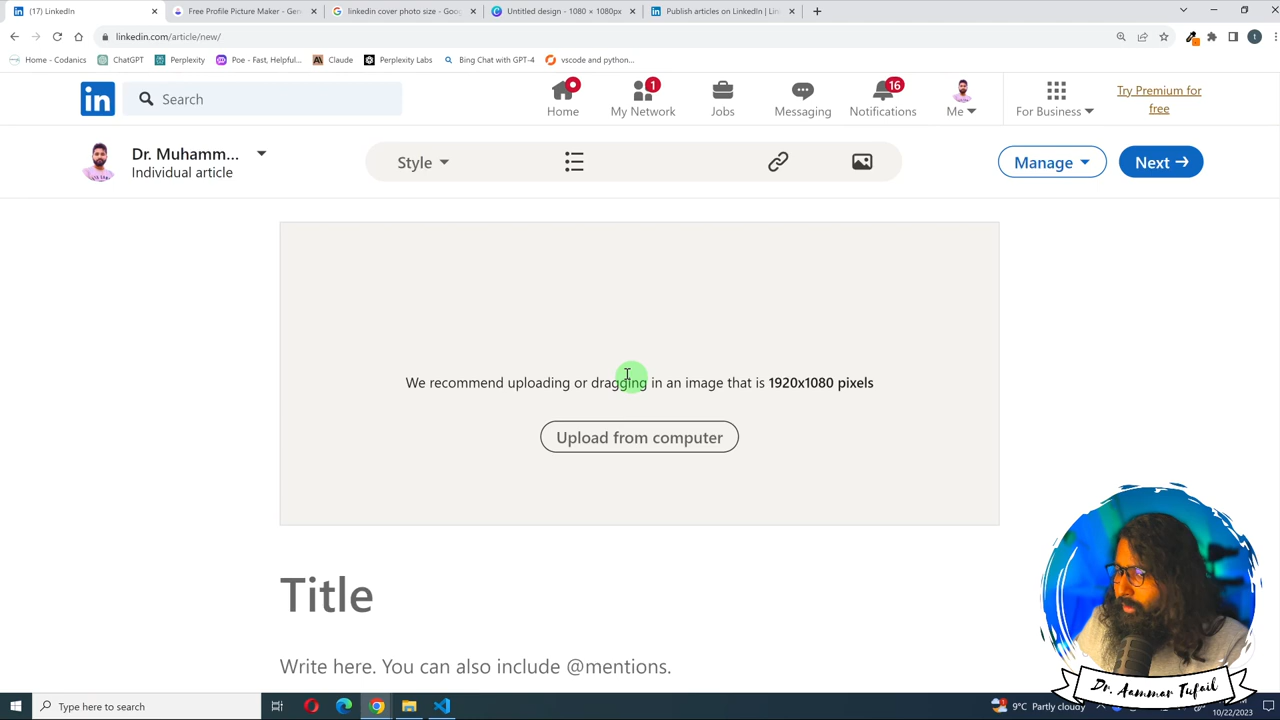 (17) LinkedIn
Free Profile Picture Maker - Gen
linkedin cover photo size - Goo
Untitled design - 1080 × 1080px
Publish articles on LinkedIn | Lin
linkedin.com/article/new/
t
Home - Codanics
ChatGPT
Perplexity
Poe - Fast, Helpful...
Claude
Perplexity Labs
Bing Chat with GPT-4
vscode and python...
in
Search
Home
1
My Network
Jobs
Messaging
16
Notifications
Me
For Business
Try Premium for
free
Dr. Muhamm...
Individual article
Style
Manage
Next
We recommend uploading or dragging in an image that is 1920x1080 pixels
Upload from computer
Title
Write here. You can also include @mentions.
Dr. Aammar Tufail
Type here to search
9°C Partly cloudy
10/22/2023